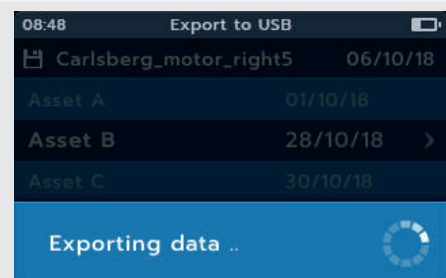 08:48 Export to USB
Carlsberg_motor_right5 06/10/18
Asset A 01/10/18
Asset B 28/10/18 >
Asset C 30/10/18
Exporting data ..